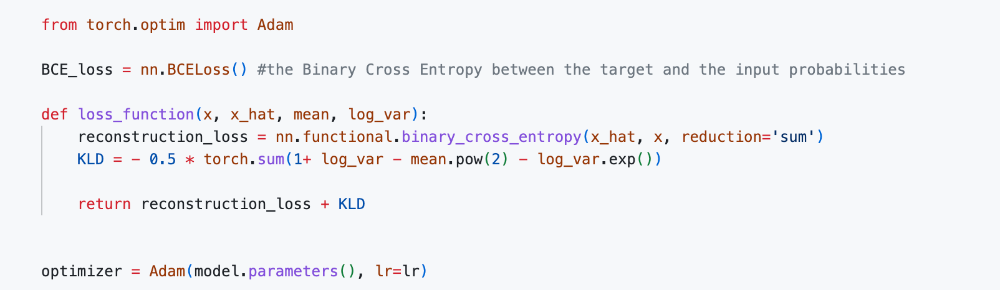 from torch.optim import Adam
BCE_loss = nn.BCELoss() #the Binary Cross Entropy between the target and the input probabilities
def loss_function(x, x_hat, mean, log_var):
    reconstruction_loss = nn.functional.binary_cross_entropy(x_hat, x, reduction='sum')
    KLD = - 0.5 * torch.sum(1+ log_var - mean.pow(2) - log_var.exp())
    return reconstruction_loss + KLD
optimizer = Adam(model.parameters(), lr=lr)